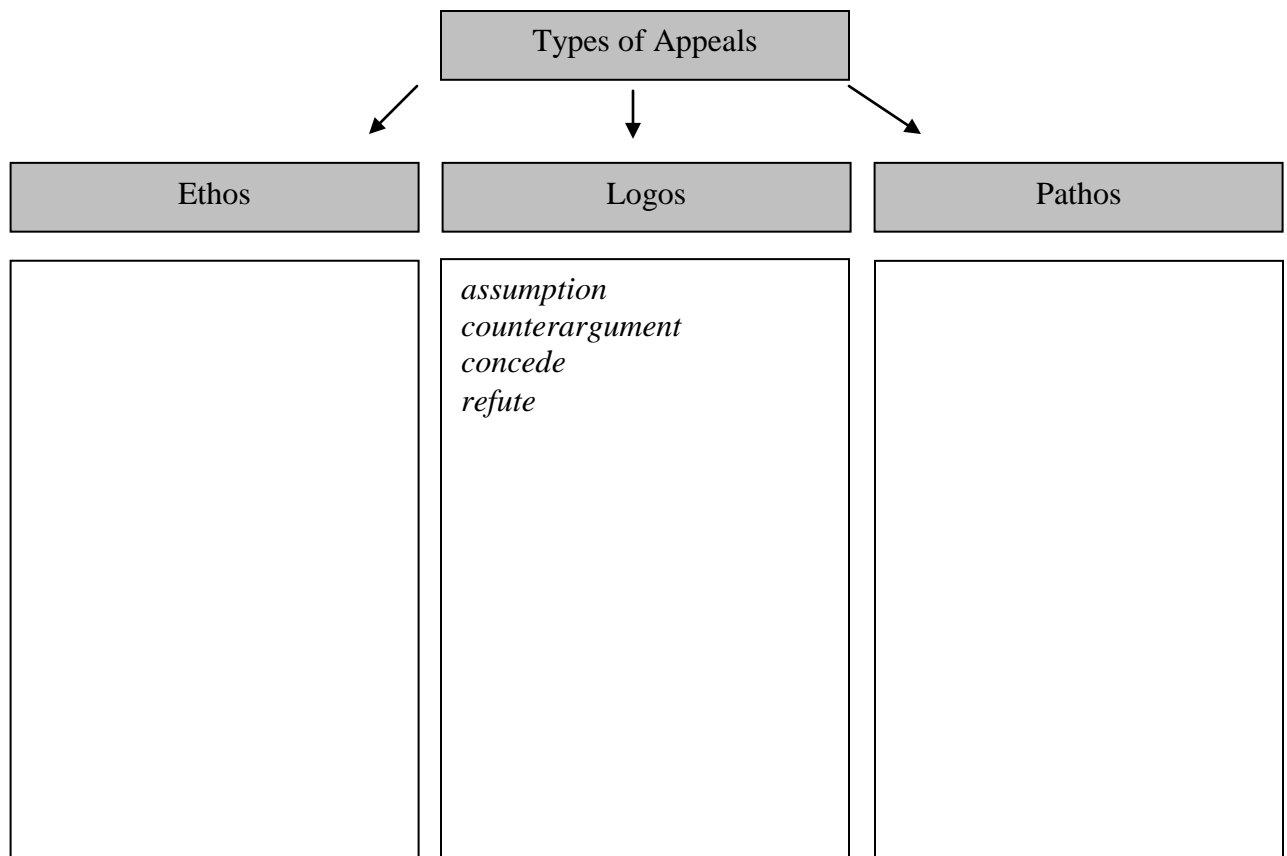 Types of Appeals
Ethos
Logos
Pathos
assumption
counterargument
concede
refute